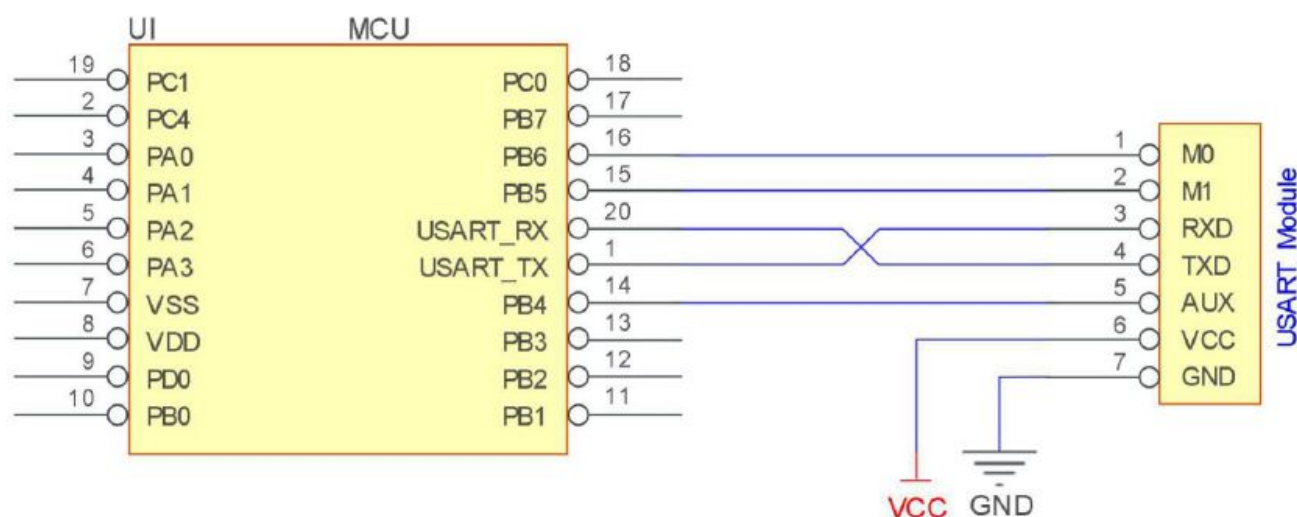 UI MCU
19 PC1 PC0 18
2 PC4 PB7 17
3 PA0 PB6 16 1 M0
4 PA1 PB5 15 2 M1
5 PA2 USART_RX 20 3 RXD
6 PA3 USART_TX 1 4 TXD
7 VSS PB4 14 5 AUX
8 VDD PB3 13 6 VCC
9 PD0 PB2 12 7 GND
10 PB0 PB1 11
USART Module
VCC GND